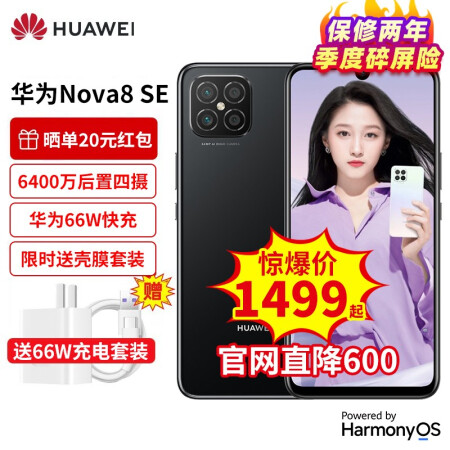 HUAWEI
保修两年
季度碎屏险
华为Nova8 SE
晒单20元红包
6400万后置四摄
华为66W快充
限时送壳膜套装
赠
送66W充电套装
HUAWEI
惊爆价
1499起
官网直降600
Powered by
HarmonyOS